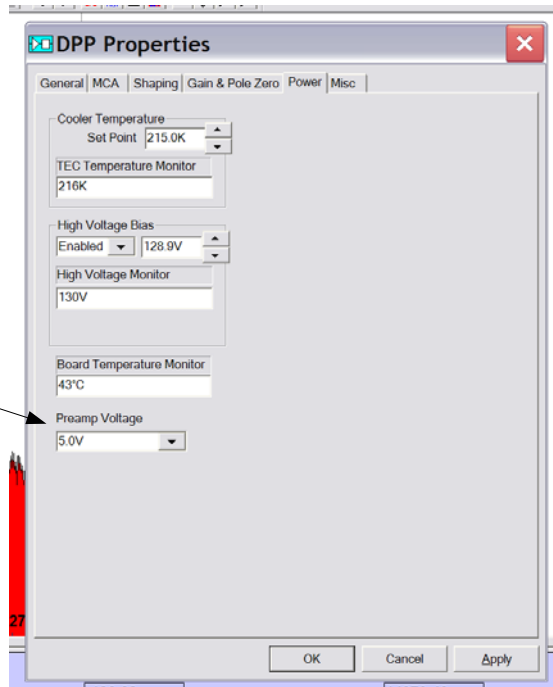 DPP Properties
General MCA Shaping Gain & Pole Zero Power Misc
Cooler Temperature
Set Point 215.0K
TEC Temperature Monitor
216K
High Voltage Bias
Enabled 128.9V
High Voltage Monitor
130V
Board Temperature Monitor
43°C
Preamp Voltage
5.0V
27
OK Cancel Apply